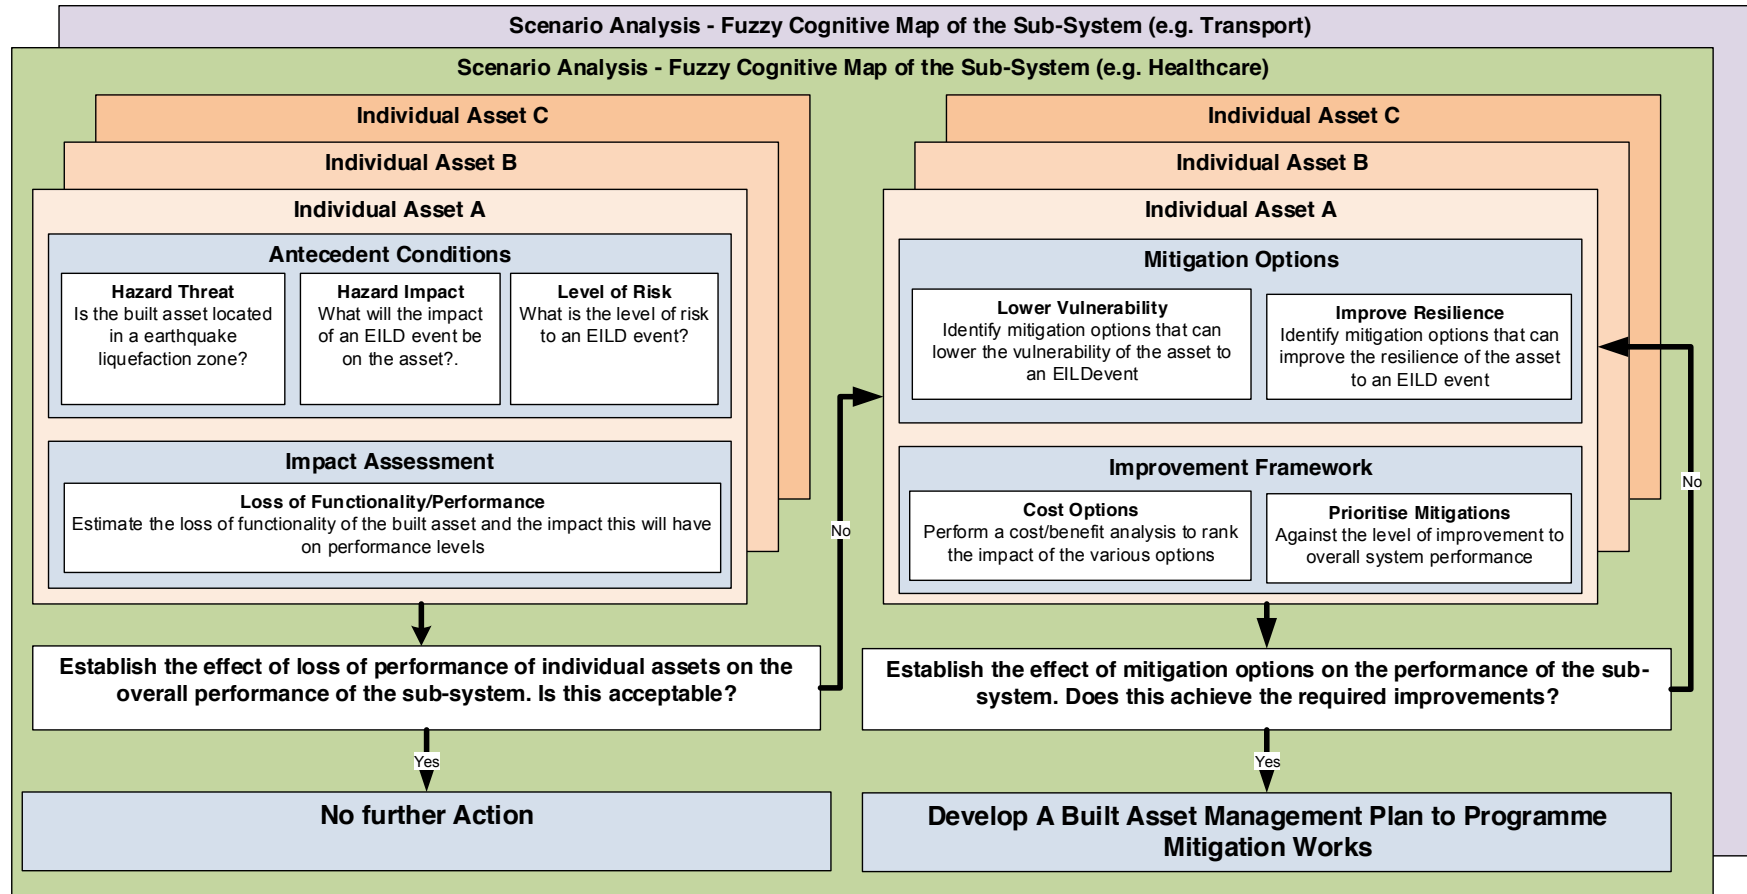 Scenario Analysis - Fuzzy Cognitive Map of the Sub-System (e.g. Transport)
Scenario Analysis - Fuzzy Cognitive Map of the Sub-System (e.g. Healthcare)
Individual Asset C
Individual Asset B
Individual Asset A
Antecedent Conditions
Hazard Threat
Is the built asset located
in a earthquake
liquefaction zone?
Hazard Impact
What will the impact
of an EILD event be
on the asset?.
Level of Risk
What is the level of risk
to an EILD event?
Impact Assessment
Loss of Functionality/Performance
Estimate the loss of functionality of the built asset and the impact this will have
on performance levels
Establish the effect of loss of performance of individual assets on the
overall performance of the sub-system. Is this acceptable?
No
Yes
No further Action
Individual Asset C
Individual Asset B
Individual Asset A
Mitigation Options
Lower Vulnerability
Identify mitigation options that can
lower the vulnerability of the asset to
an EILDevent
Improve Resilience
Identify mitigation options that can
improve the resilience of the asset
to an EILD event
Improvement Framework
Cost Options
Perform a cost/benefit analysis to rank
the impact of the various options
Prioritise Mitigations
Against the level of improvement to
overall system performance
No
Establish the effect of mitigation options on the performance of the sub-
system. Does this achieve the required improvements?
Yes
Develop A Built Asset Management Plan to Programme
Mitigation Works